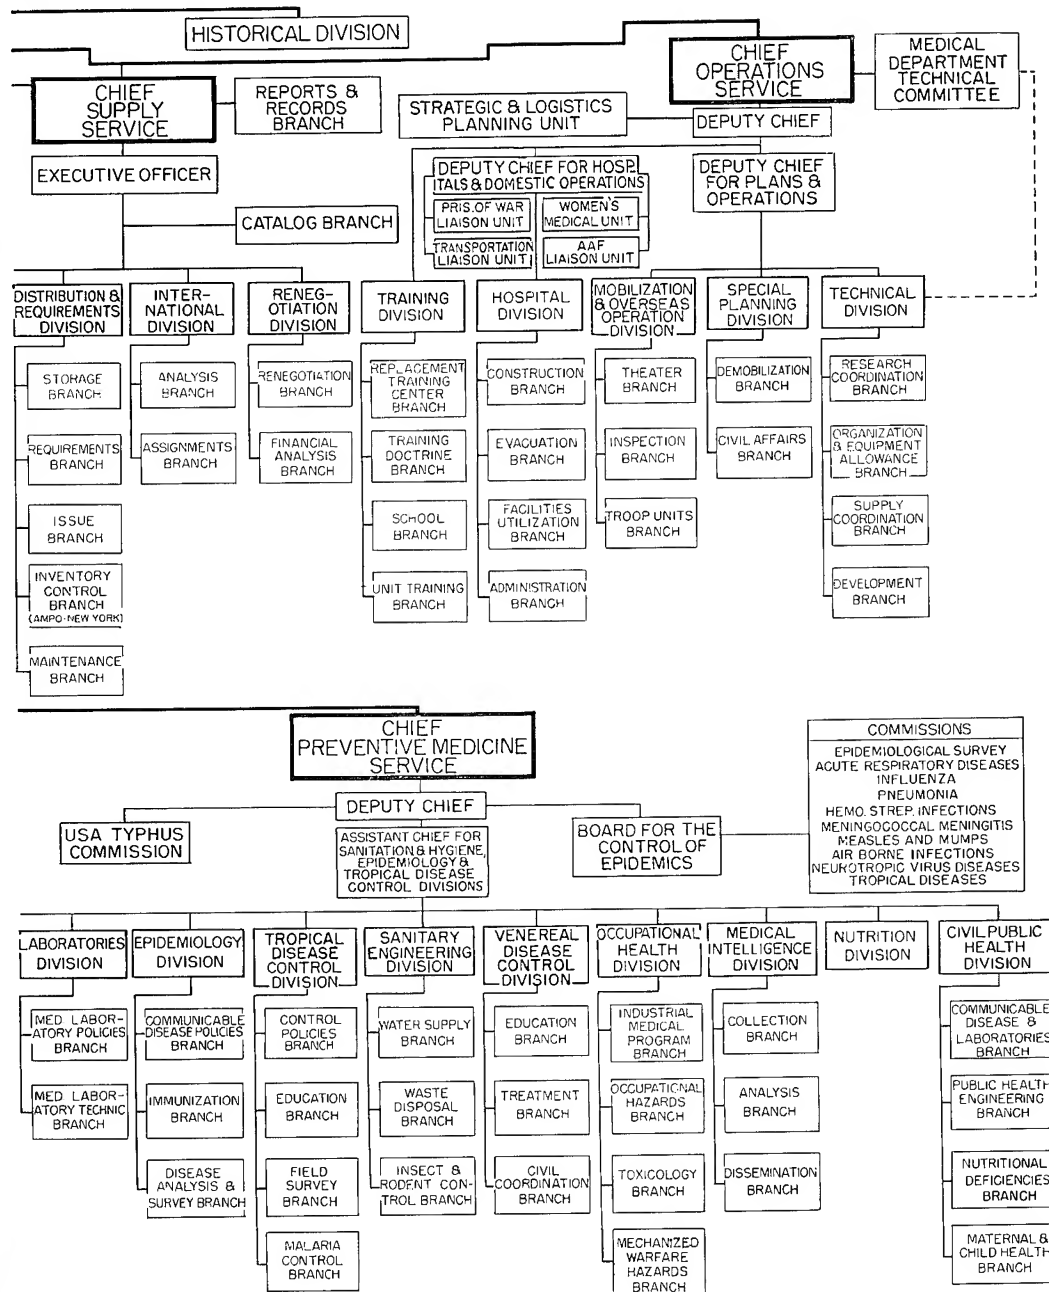 HISTORICAL DIVISION
CHIEF
SUPPLY
SERVICE
REPORTS &
RECORDS
BRANCH
CHIEF
OPERATIONS
SERVICE
MEDICAL
DEPARTMENT
TECHNICAL
COMMITTEE
STRATEGIC & LOGISTICS
PLANNING UNIT
DEPUTY CHIEF
EXECUTIVE OFFICER
DEPUTY CHIEF FOR HOSP-
ITALS & DOMESTIC OPERATIONS
DEPUTY CHIEF
FOR PLANS &
OPERATIONS
PRIS. OF WAR
LIAISON UNIT
WOMEN'S
MEDICAL UNIT
CATALOG BRANCH
TRANSPORTATION
LIAISON UNIT
AAF
LIAISON UNIT
DISTRIBUTION &
REQUIREMENTS
DIVISION
INTER-
NATIONAL
DIVISION
RENEG-
OTIATION
DIVISION
TRAINING
DIVISION
HOSPITAL
DIVISION
MOBILIZATION
& OVERSEAS
OPERATION
DIVISION
SPECIAL
PLANNING
DIVISION
TECHNICAL
DIVISION
STORAGE
BRANCH
ANALYSIS
BRANCH
RENEGOTIATION
BRANCH
REPLACEMENT
TRAINING
CENTER
BRANCH
CONSTRUCTION
BRANCH
THEATER
BRANCH
DEMOBILIZATION
BRANCH
RESEARCH
COORDINATION
BRANCH
REQUIREMENTS
BRANCH
ASSIGNMENTS
BRANCH
FINANCIAL
ANALYSIS
BRANCH
TRAINING
DOCTRINE
BRANCH
EVACUATION
BRANCH
INSPECTION
BRANCH
CIVIL AFFAIRS
BRANCH
ORGANIZATION
& EQUIPMENT
ALLOWANCE
BRANCH
ISSUE
BRANCH
SCHOOL
BRANCH
FACILITIES
UTILIZATION
BRANCH
TROOP UNITS
BRANCH
SUPPLY
COORDINATION
BRANCH
INVENTORY
CONTROL
BRANCH
(AMPO-NEW YORK)
UNIT TRAINING
BRANCH
ADMINISTRATION
BRANCH
DEVELOPMENT
BRANCH
MAINTENANCE
BRANCH
CHIEF
PREVENTIVE MEDICINE
SERVICE
DEPUTY CHIEF
USA TYPHUS
COMMISSION
ASSISTANT CHIEF FOR
SANITATION & HYGIENE,
EPIDEMIOLOGY &
TROPICAL DISEASE
CONTROL DIVISIONS
BOARD FOR THE
CONTROL OF
EPIDEMICS
COMMISSIONS
EPIDEMIOLOGICAL SURVEY
ACUTE RESPIRATORY DISEASES
INFLUENZA
PNEUMONIA
HEMO. STREP. INFECTIONS
MENINGOCOCCAL MENINGITIS
MEASLES AND MUMPS
AIR BORNE INFECTIONS
NEUROTROPIC VIRUS DISEASES
TROPICAL DISEASES
LABORATORIES
DIVISION
EPIDEMIOLOGY
DIVISION
TROPICAL
DISEASE
CONTROL
DIVISION
SANITARY
ENGINEERING
DIVISION
VENEREAL
DISEASE
CONTROL
DIVISION
OCCUPATIONAL
HEALTH
DIVISION
MEDICAL
INTELLIGENCE
DIVISION
NUTRITION
DIVISION
CIVIL PUBLIC
HEALTH
DIVISION
MED LABOR-
ATORY POLICIES
BRANCH
COMMUNICABLE
DISEASE POLICIES
BRANCH
CONTROL
POLICIES
BRANCH
WATER SUPPLY
BRANCH
EDUCATION
BRANCH
INDUSTRIAL
MEDICAL
PROGRAM
BRANCH
COLLECTION
BRANCH
COMMUNICABLE
DISEASE &
LABORATORIES
BRANCH
MED LABOR-
ATORY TECHNIC
BRANCH
IMMUNIZATION
BRANCH
EDUCATION
BRANCH
WASTE
DISPOSAL
BRANCH
TREATMENT
BRANCH
OCCUPATIONAL
HAZARDS
BRANCH
ANALYSIS
BRANCH
PUBLIC HEALTH
ENGINEERING
BRANCH
DISEASE
ANALYSIS &
SURVEY BRANCH
FIELD
SURVEY
BRANCH
INSECT &
RODENT CON-
TROL BRANCH
CIVIL
COORDINATION
BRANCH
TOXICOLOGY
BRANCH
DISSEMINATION
BRANCH
NUTRITIONAL
DEFICIENCIES
BRANCH
MALARIA
CONTROL
BRANCH
MECHANIZED
WARFARE
HAZARDS
BRANCH
MATERNAL &
CHILD HEALTH
BRANCH